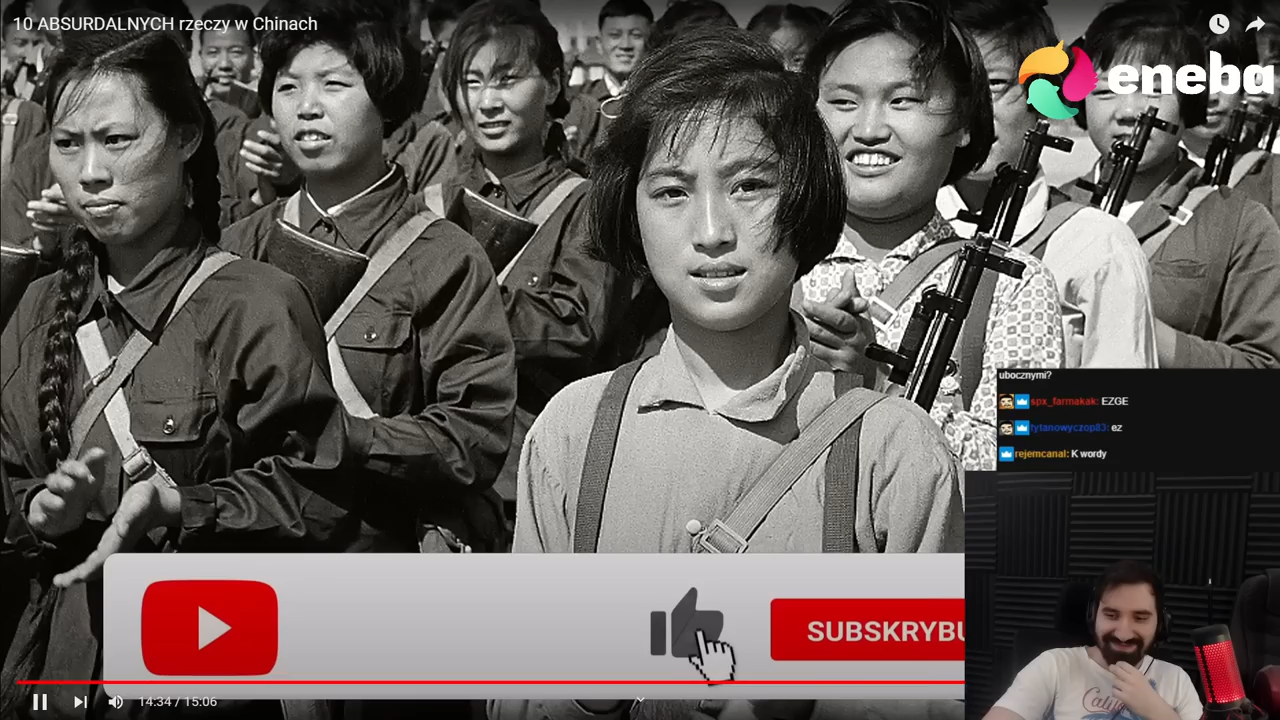 10 ABSURDALNYCH rzeczy w Chinach
eneba
ubocznymi?
spx_farmakak: EZGE
tytanowyczop83: ez
rejemcanal: K wordy
SUBSKRYBU
14:34 / 15:06